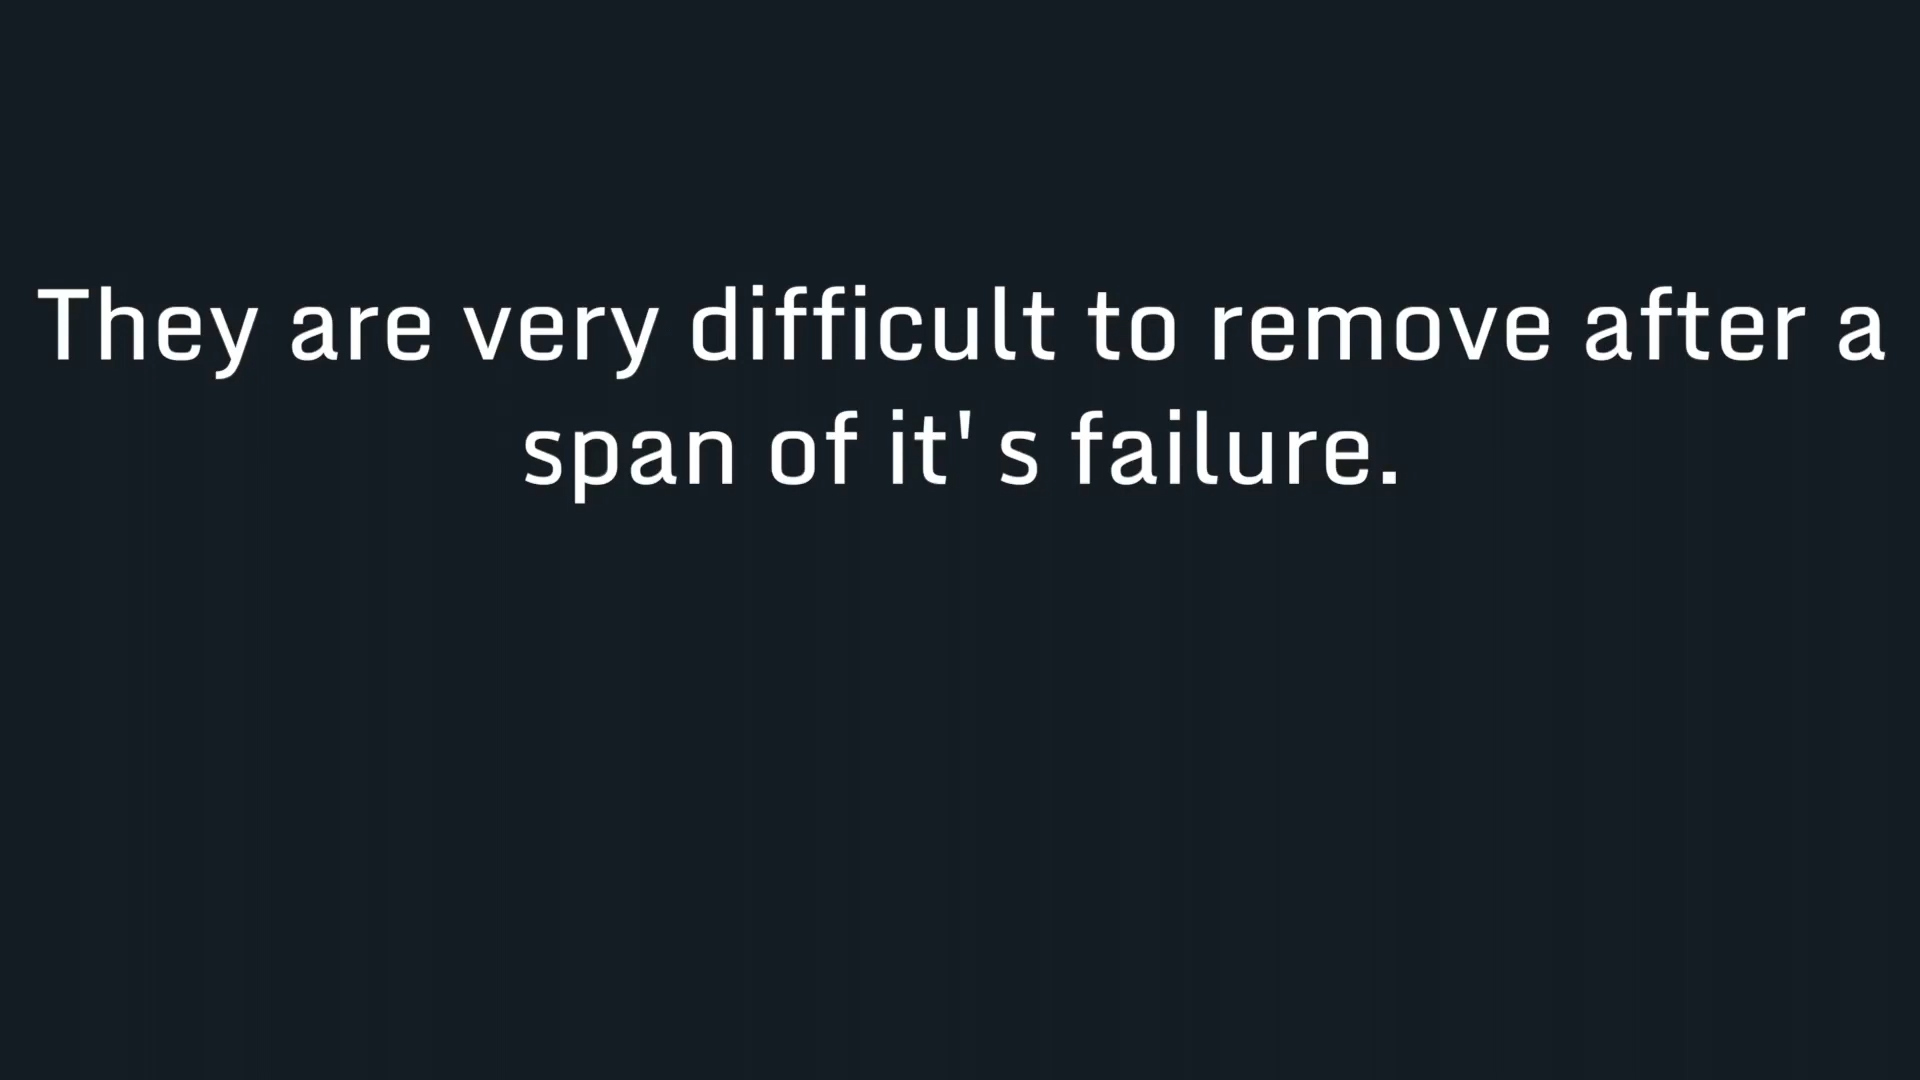 They are very difficult to remove after a
span of it's failure.